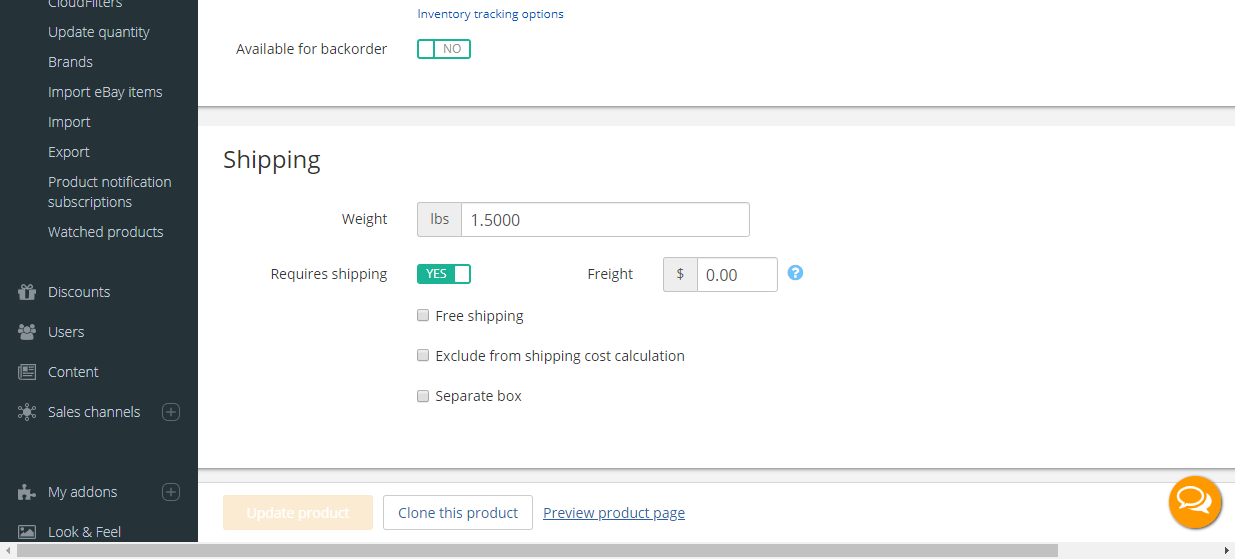 CloudFilters
Update quantity
Brands
Import eBay items
Import
Export
Product notification
subscriptions
Watched products
Discounts
Users
Content
Sales channels
My addons
Look & Feel
Inventory tracking options
Available for backorder NO
Shipping
Weight lbs 1.5000
Requires shipping YES Freight $ 0.00 ?
Free shipping
Exclude from shipping cost calculation
Separate box
Update product Clone this product Preview product page